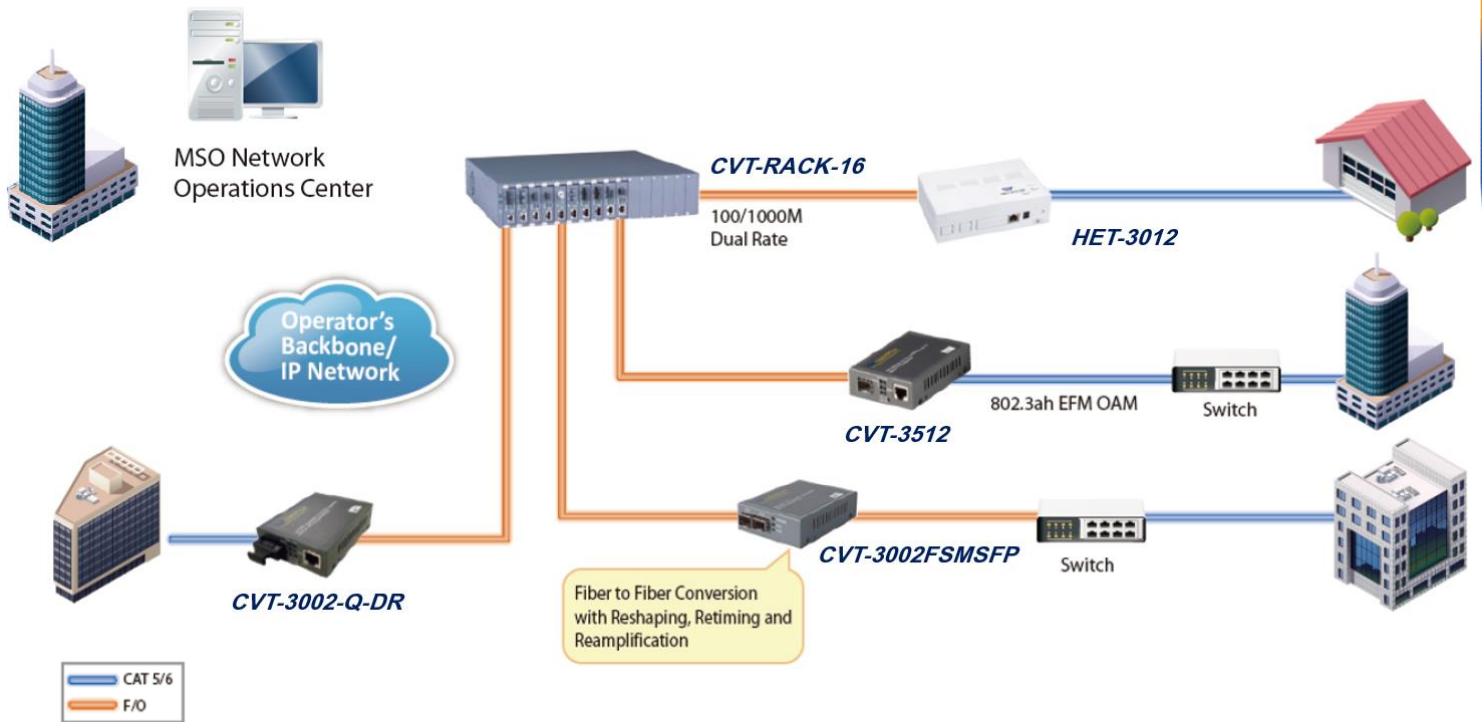 MSO Network
Operations Center
CVT-RACK-16
100/1000M
Dual Rate
HET-3012
Operator's
Backbone/
IP Network
CVT-3512
802.3ah EFM OAM
Switch
CVT-3002-Q-DR
CVT-3002FSMSFP
Switch
Fiber to Fiber Conversion
with Reshaping, Retiming and
Reamplification
CAT 5/6
F/O